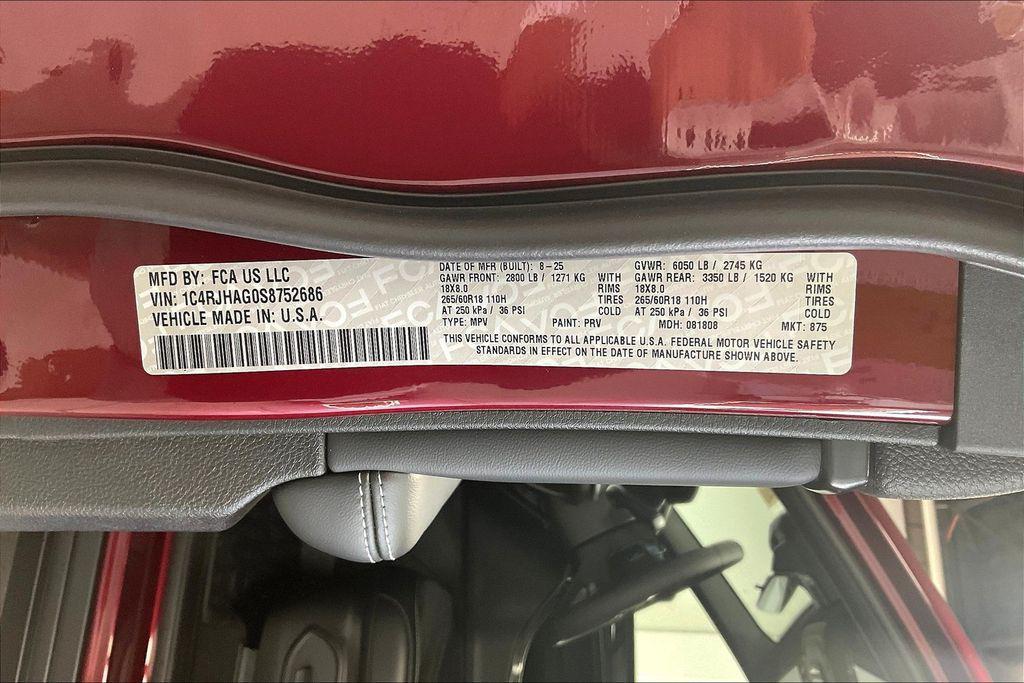 MFD BY: FCA US LLC
VIN: 1C4RJHAG0S8752686
VEHICLE MADE IN: U.S.A.
DATE OF MFR (BUILT): 8-25
GAWR FRONT: 2800 LB / 1271 KG WITH
18X8.0 RIMS
265/60R18 110H TIRES
AT 250 kPa / 36 PSI COLD
TYPE: MPV PAINT: PRV
GVWR: 6050 LB / 2745 KG
GAWR REAR: 3350 LB / 1520 KG WITH
18X8.0 RIMS
265/60R18 110H TIRES
AT 250 kPa / 36 PSI COLD
MDH: 081808 MKT: 875
THIS VEHICLE CONFORMS TO ALL APPLICABLE U.S.A. FEDERAL MOTOR VEHICLE SAFETY
STANDARDS IN EFFECT ON THE DATE OF MANUFACTURE SHOWN ABOVE.